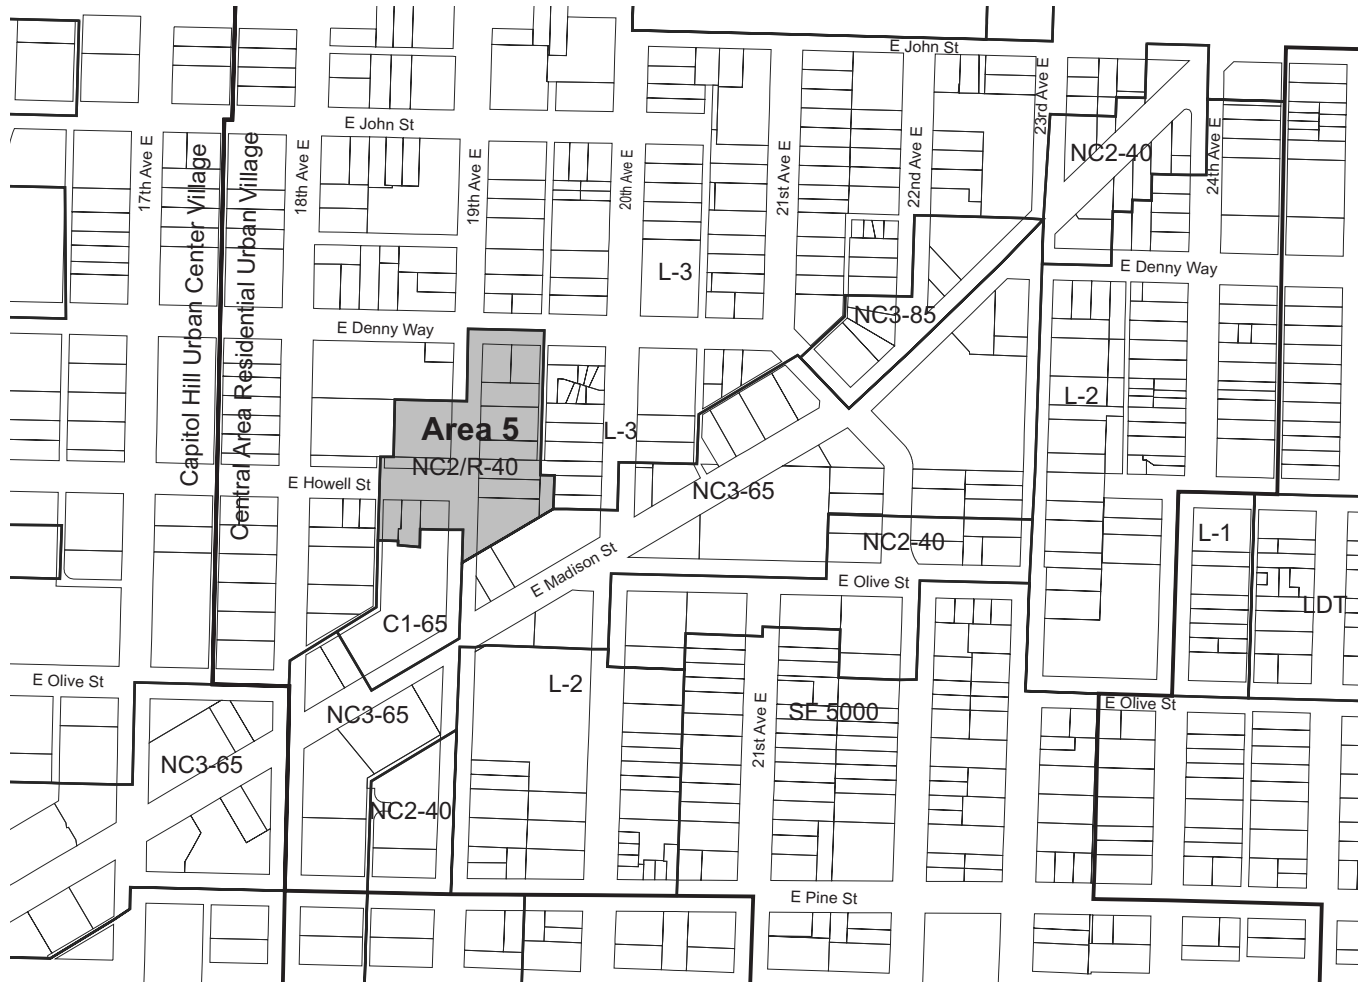 E John St
23rd Ave E
E John St
17th Ave E
Capitol Hill Urban Center Village
Central Area Residential Urban Village
18th Ave E
19th Ave E
20th Ave E
21st Ave E
22nd Ave E
NC2-40
24th Ave E
L-3
E Denny Way
NC3-85
E Denny Way
L-2
Area 5
L-3
NC2/R-40
E Howell St
NC3-65
L-1
NC2-40
E Madison St
E Olive St
LDT
C1-65
E Olive St
L-2
21st Ave E
SF 5000
E Olive St
NC3-65
NC3-65
NC2-40
E Pine St